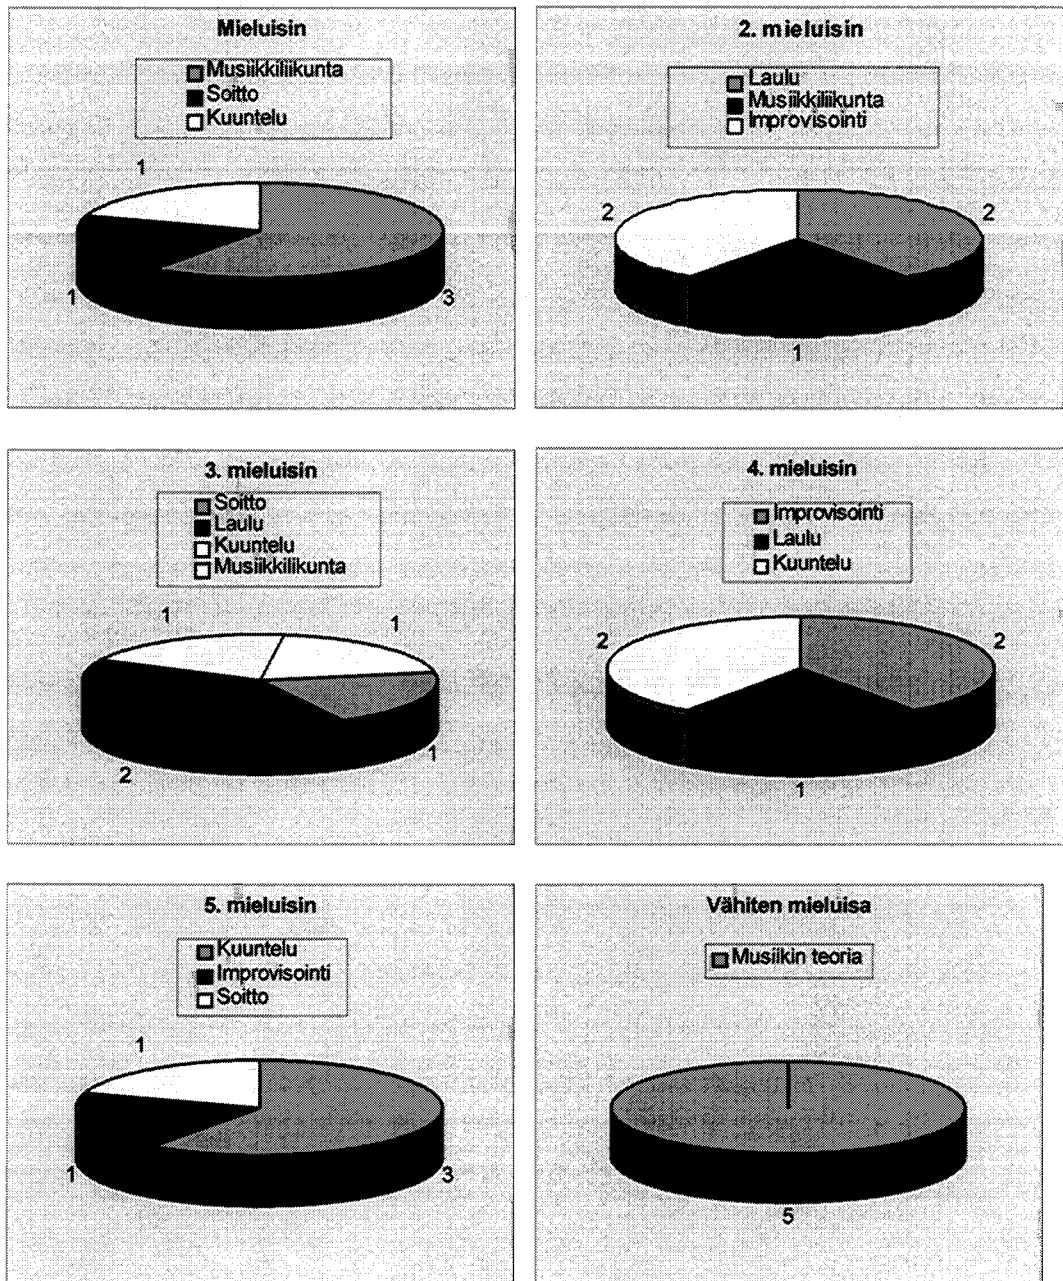 Mieluisin
Musiikkiliikunta
Soitto
Kuuntelu
1
1
3
2. mieluisin
Laulu
Musiikkiliikunta
Improvisointi
2
2
1
3. mieluisin
Soitto
Laulu
Kuuntelu
Musiikkilikunta
1
1
2
1
4. mieluisin
Improvisointi
Laulu
Kuuntelu
2
2
1
5. mieluisin
Kuuntelu
Improvisointi
Soitto
1
1
3
Vähiten mieluisa
Musiikin teoria
5